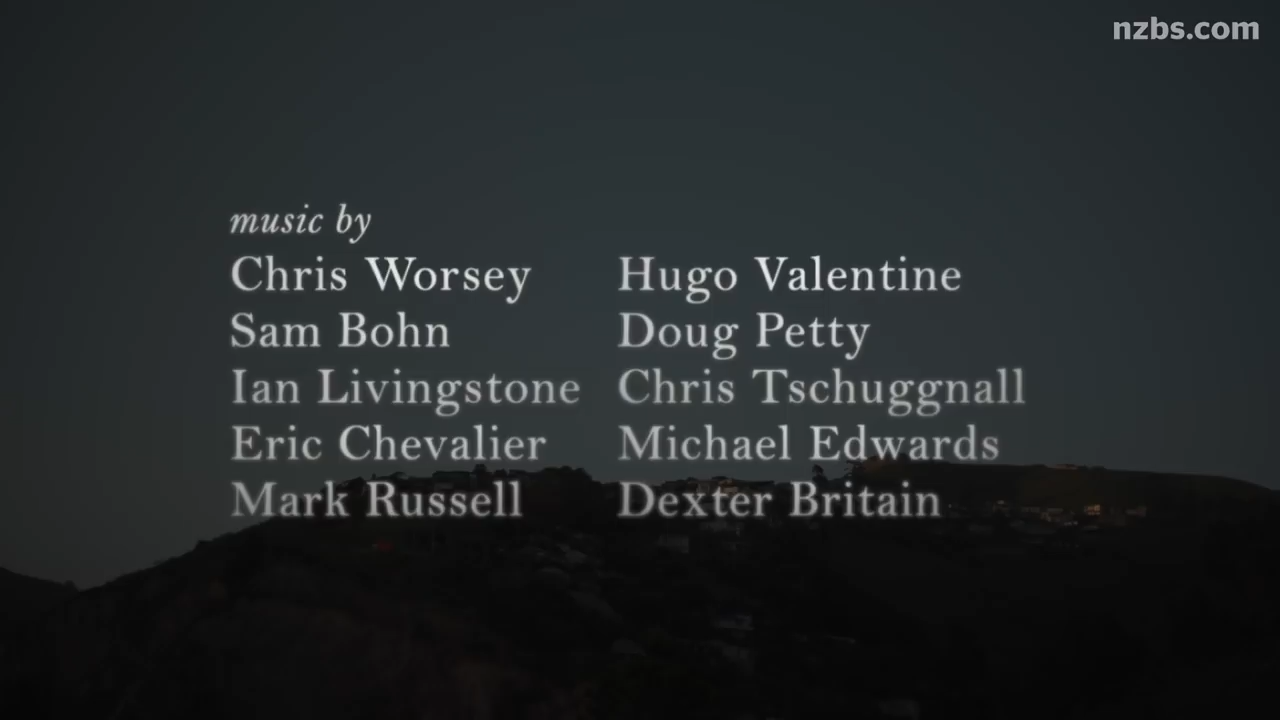 nzbs.com
music by
Chris Worsey
Sam Bohn
Ian Livingstone
Eric Chevalier
Mark Russell
Hugo Valentine
Doug Petty
Chris Tschuggnall
Michael Edwards
Dexter Britain